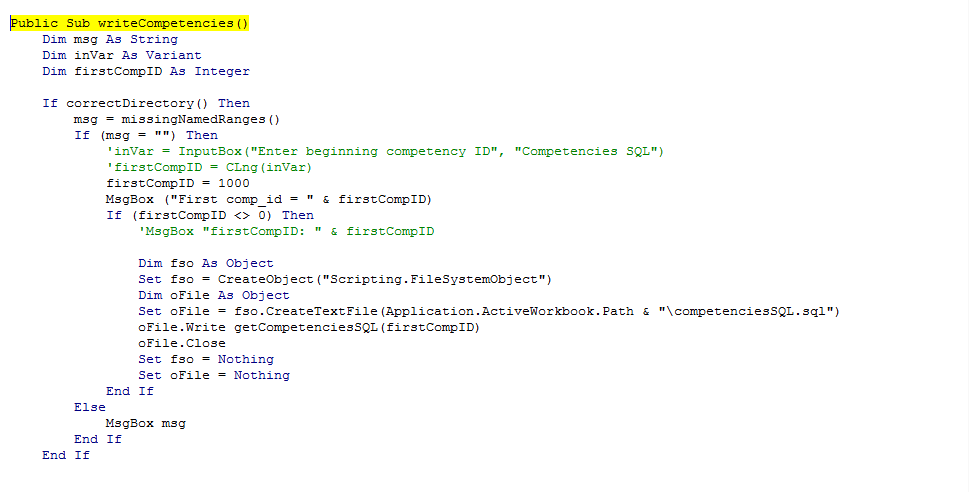 Public Sub writeCompetencies()
    Dim msg As String
    Dim inVar As Variant
    Dim firstCompID As Integer

    If correctDirectory() Then
        msg = missingNamedRanges()
        If (msg = "") Then
            'inVar = InputBox("Enter beginning competency ID", "Competencies SQL")
            'firstCompID = CLng(inVar)
            firstCompID = 1000
            MsgBox ("First comp_id = " & firstCompID)
            If (firstCompID <> 0) Then
                'MsgBox "firstCompID: " & firstCompID

                Dim fso As Object
                Set fso = CreateObject("Scripting.FileSystemObject")
                Dim oFile As Object
                Set oFile = fso.CreateTextFile(Application.ActiveWorkbook.Path & "\competenciesSQL.sql")
                oFile.Write getCompetenciesSQL(firstCompID)
                oFile.Close
                Set fso = Nothing
                Set oFile = Nothing
            End If
        Else
            MsgBox msg
        End If
    End If